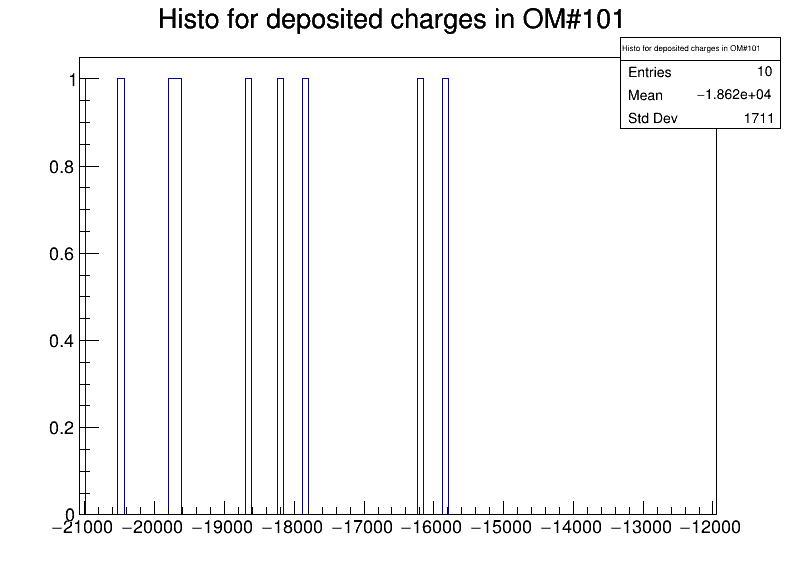 Histo for deposited charges in OM#101
Histo for deposited charges in OM#101
Entries 10
Mean −1.862e+04
Std Dev 1711
1
0.8
0.6
0.4
0.2
0
−21000 −20000 −19000 −18000 −17000 −16000 −15000 −14000 −13000 −12000